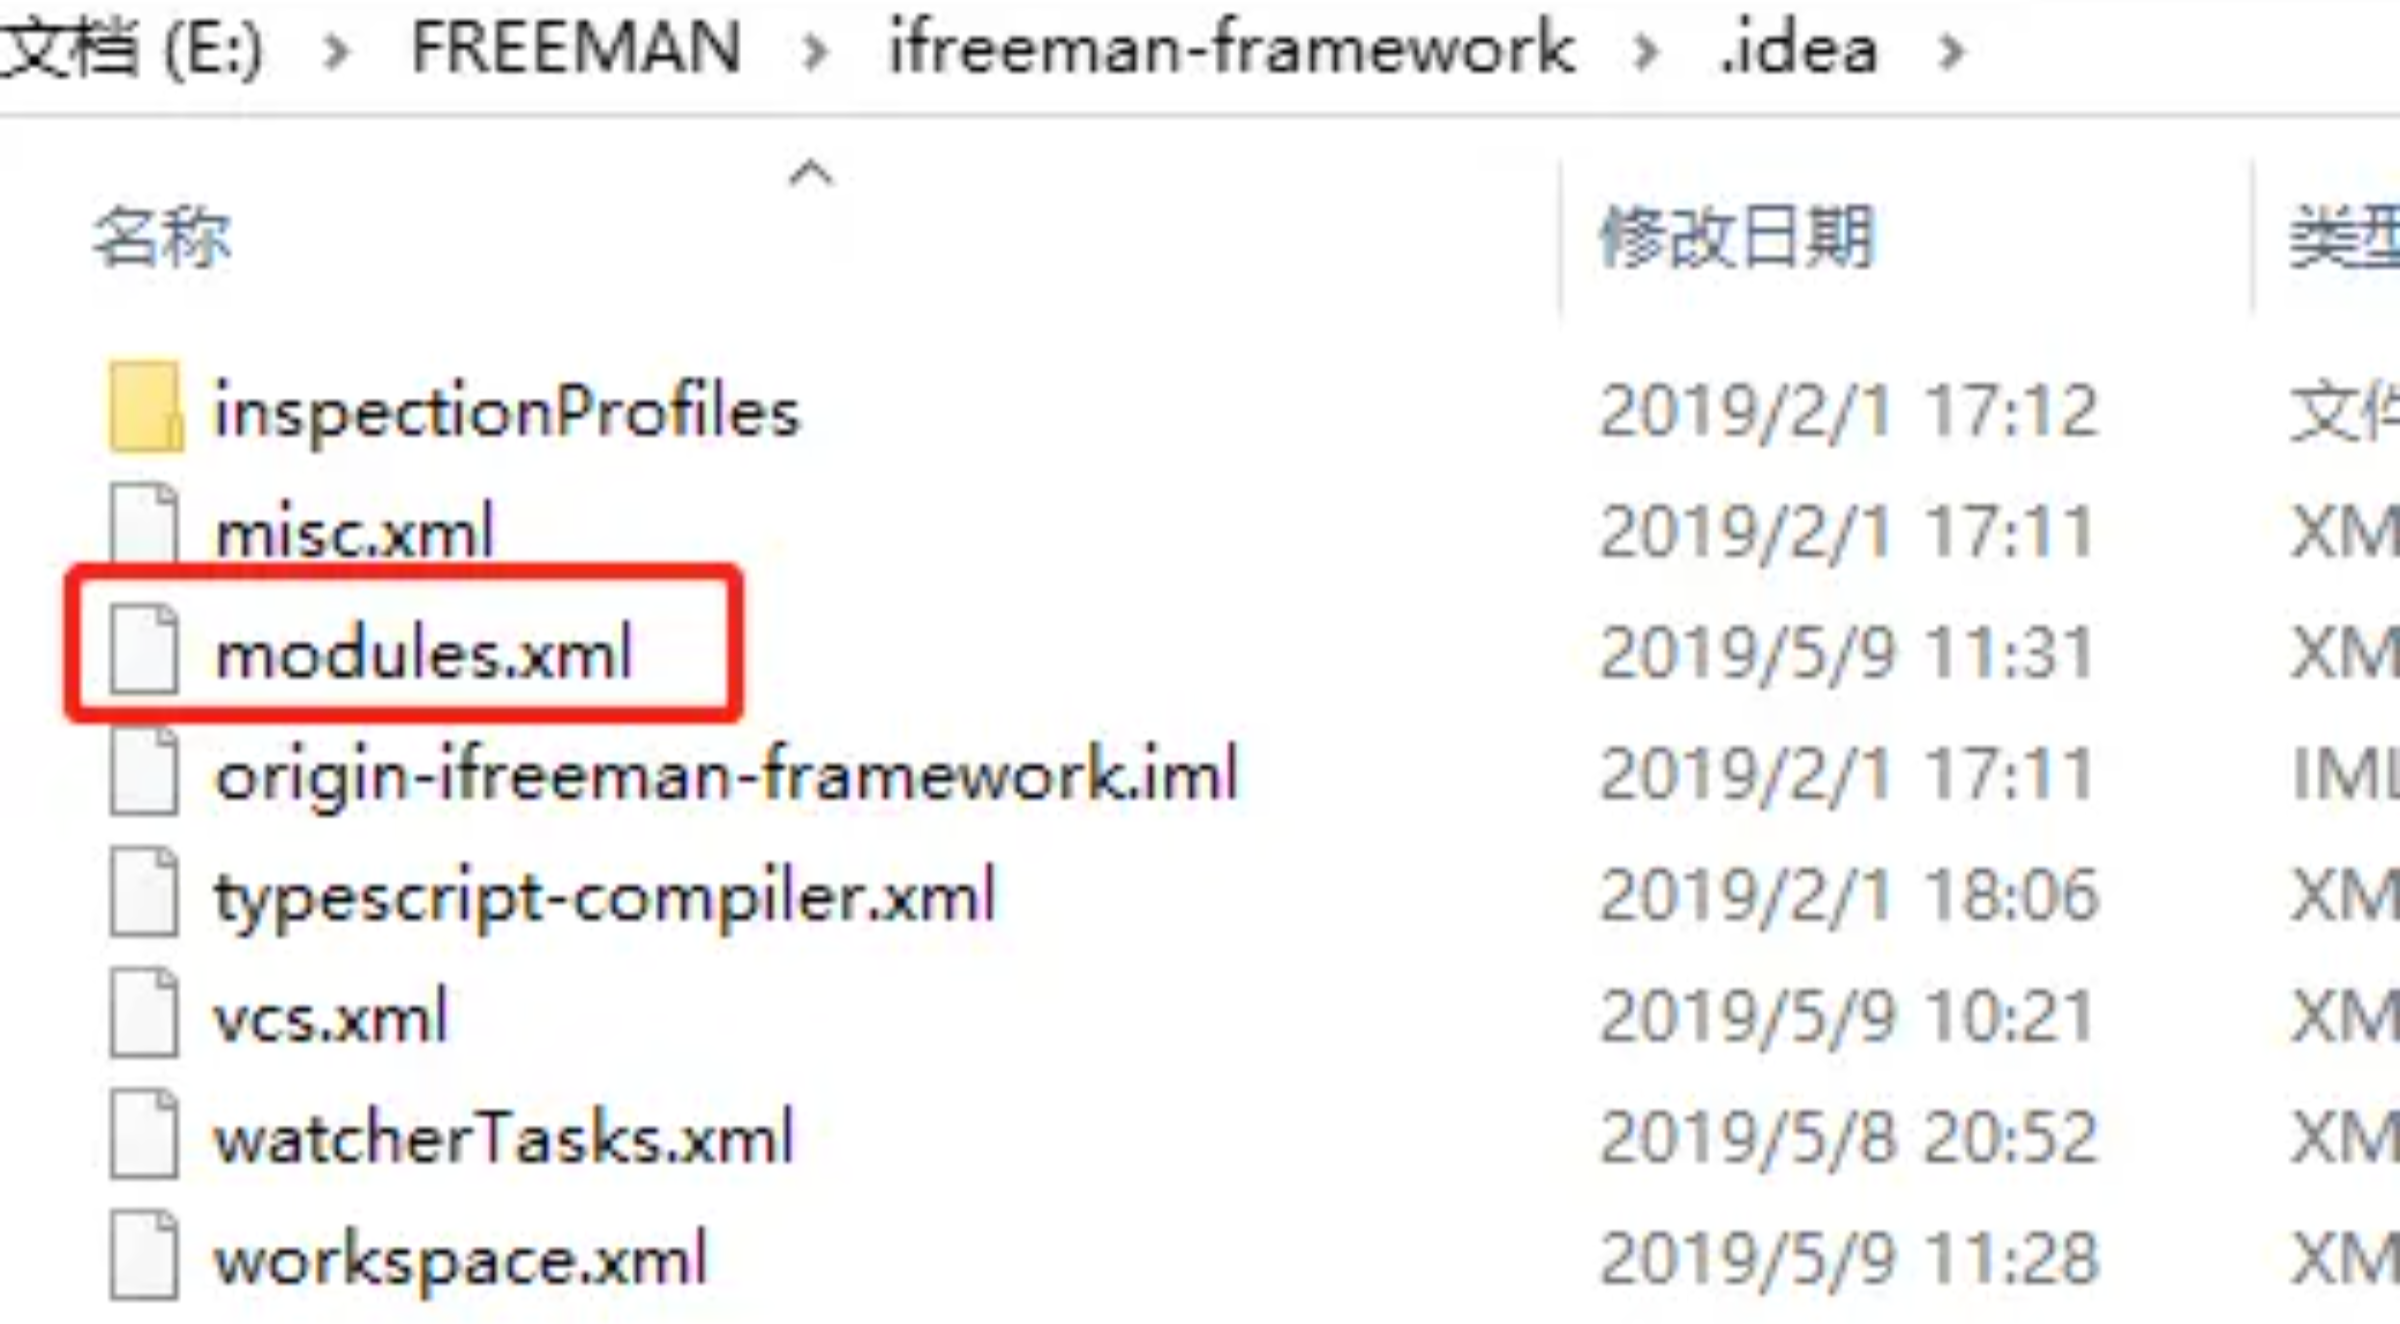 文档 (E:) › FREEMAN › ifreeman-framework › .idea ›
名称 修改日期 类型
inspectionProfiles 2019/2/1 17:12 文件
misc.xml 2019/2/1 17:11 XM
modules.xml 2019/5/9 11:31 XM
origin-ifreeman-framework.iml 2019/2/1 17:11 IML
typescript-compiler.xml 2019/2/1 18:06 XM
vcs.xml 2019/5/9 10:21 XM
watcherTasks.xml 2019/5/8 20:52 XM
workspace.xml 2019/5/9 11:28 XM